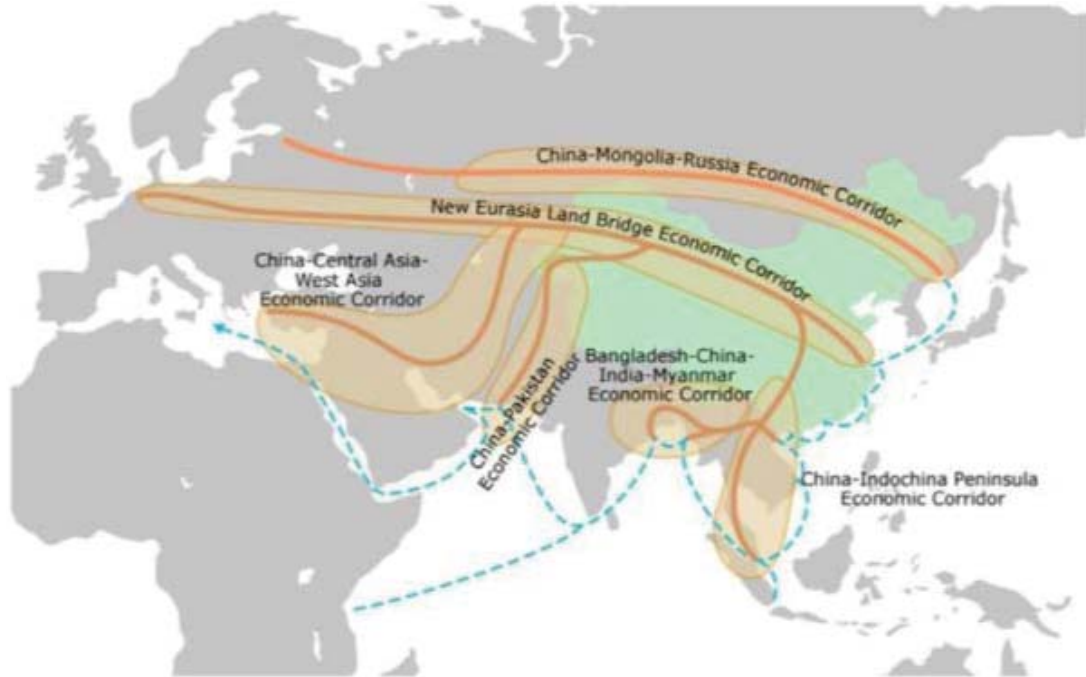 China-Mongolia-Russia Economic Corridor
New Eurasia Land Bridge Economic Corridor
China-Central Asia-
West Asia
Economic Corridor
China-Pakistan
Economic Corridor
Bangladesh-China-
India-Myanmar
Economic Corridor
China-Indochina Peninsula
Economic Corridor